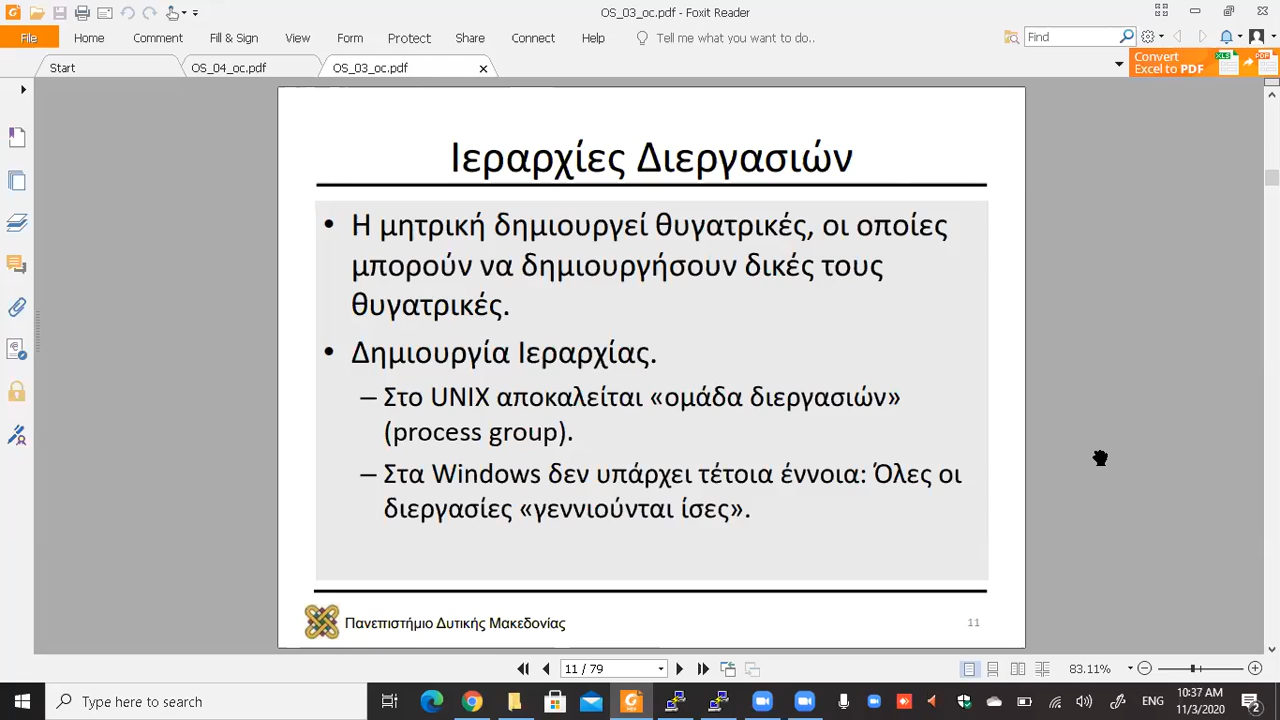 OS_03_oc.pdf - Foxit Reader
File Home Comment Fill & Sign View Form Protect Share Connect Help Tell me what you want to do.. Find
Start OS_04_oc.pdf OS_03_oc.pdf
Convert
Excel to PDF
Ιεραρχίες Διεργασιών
• Η μητρική δημιουργεί θυγατρικές, οι οποίες
μπορούν να δημιουργήσουν δικές τους
θυγατρικές.
• Δημιουργία Ιεραρχίας.
– Στο UNIX αποκαλείται «ομάδα διεργασιών»
(process group).
– Στα Windows δεν υπάρχει τέτοια έννοια: Όλες οι
διεργασίες «γεννιούνται ίσες».
Πανεπιστήμιο Δυτικής Μακεδονίας 11
11 / 79 83.11%
Type here to search ENG 10:37 AM
11/3/2020 2